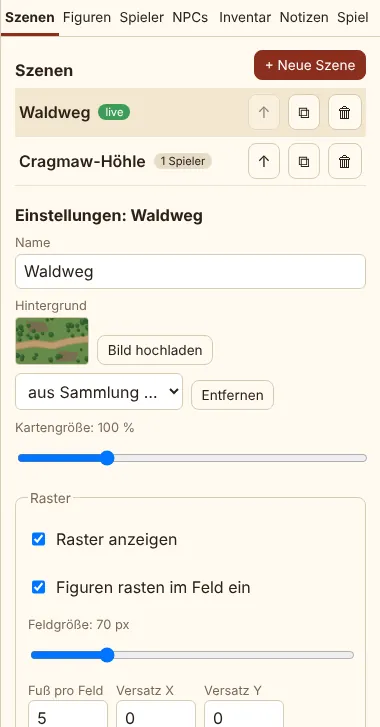 Szenen Figuren Spieler NPCs Inventar Notizen Spiel
Szenen + Neue Szene
Waldweg live ↑
Cragmaw-Höhle 1 Spieler ↑
Einstellungen: Waldweg
Name
Waldweg
Hintergrund
Bild hochladen
aus Sammlung ... Entfernen
Kartengröße: 100 %
Raster
Raster anzeigen
Figuren rasten im Feld ein
Feldgröße: 70 px
Fuß pro Feld Versatz X Versatz Y
5 0 0